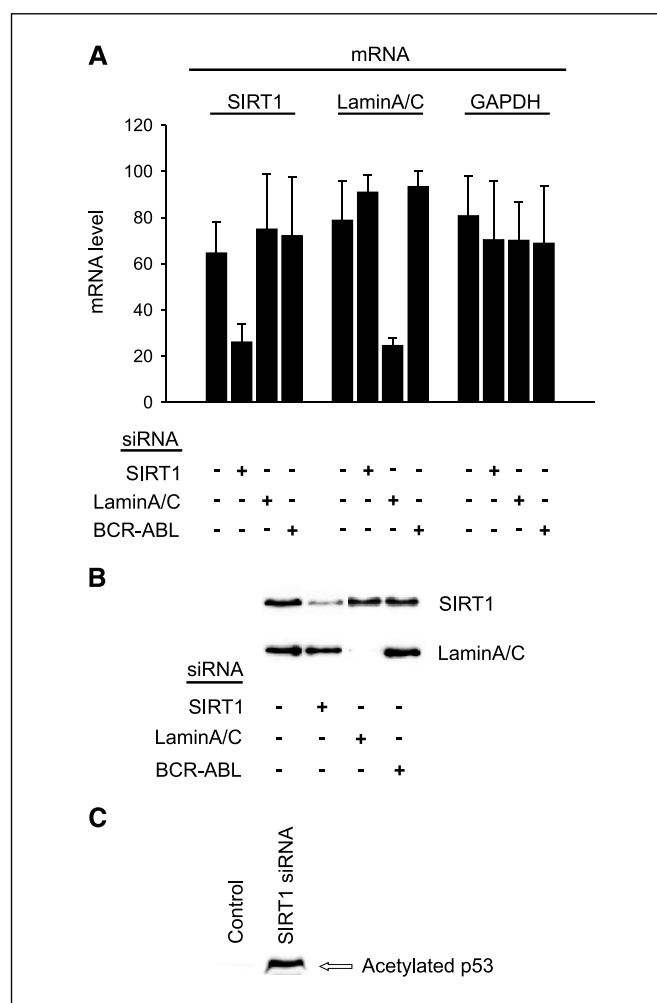 A
mRNA
SIRT1 LaminA/C GAPDH
120
100
80
60
40
20
0
mRNA level
siRNA
SIRT1 - + - - - + - - - + - -
LaminA/C - - + - - - + - - - + -
BCR-ABL - - - + - - - + - - - +
B
SIRT1
LaminA/C
siRNA
SIRT1 - + - -
LaminA/C - - + -
BCR-ABL - - - +
C
Control
SIRT1 siRNA
Acetylated p53